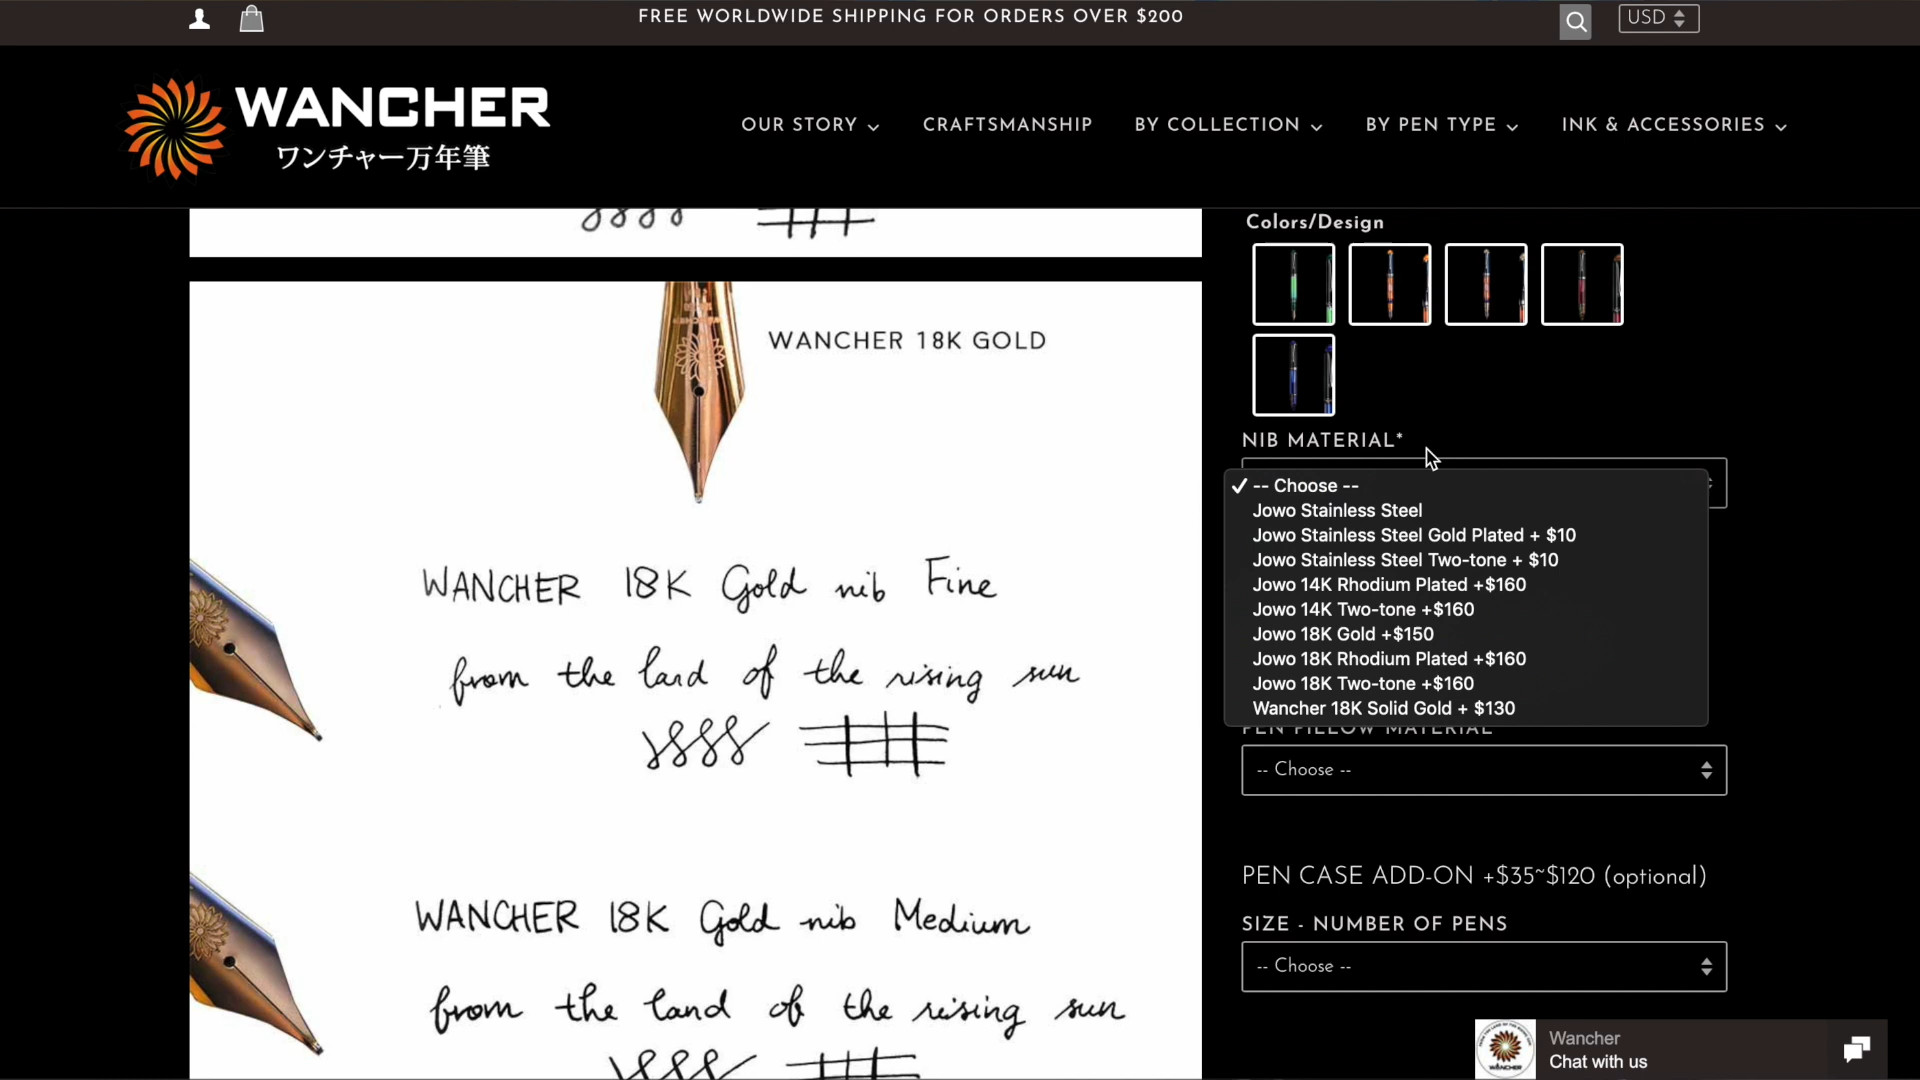 FREE WORLDWIDE SHIPPING FOR ORDERS OVER $200
USD
WANCHER
ワンチャー万年筆
OUR STORY
CRAFTSMANSHIP
BY COLLECTION
BY PEN TYPE
INK & ACCESSORIES
WANCHER 18K GOLD
WANCHER 18K Gold nib Fine
from the land of the rising sun
WANCHER 18K Gold nib Medium
from the land of the rising sun
Colors/Design
NIB MATERIAL*
-- Choose --
Jowo Stainless Steel
Jowo Stainless Steel Gold Plated + $10
Jowo Stainless Steel Two-tone + $10
Jowo 14K Rhodium Plated +$160
Jowo 14K Two-tone +$160
Jowo 18K Gold +$150
Jowo 18K Rhodium Plated +$160
Jowo 18K Two-tone +$160
Wancher 18K Solid Gold + $130
PEN PILLOW MATERIAL
-- Choose --
PEN CASE ADD-ON +$35~$120 (optional)
SIZE - NUMBER OF PENS
-- Choose --
Wancher
Chat with us